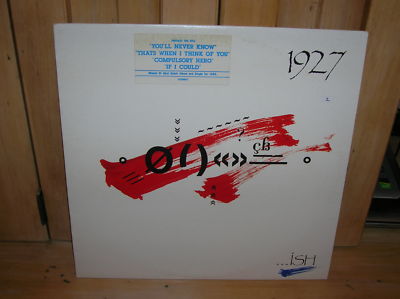 "YOU'LL NEVER KNOW"
"THATS WHEN I THINK OF YOU"
"COMPULSORY HERO"
"IF I COULD"
1927
?
Ø()«»
...ISH